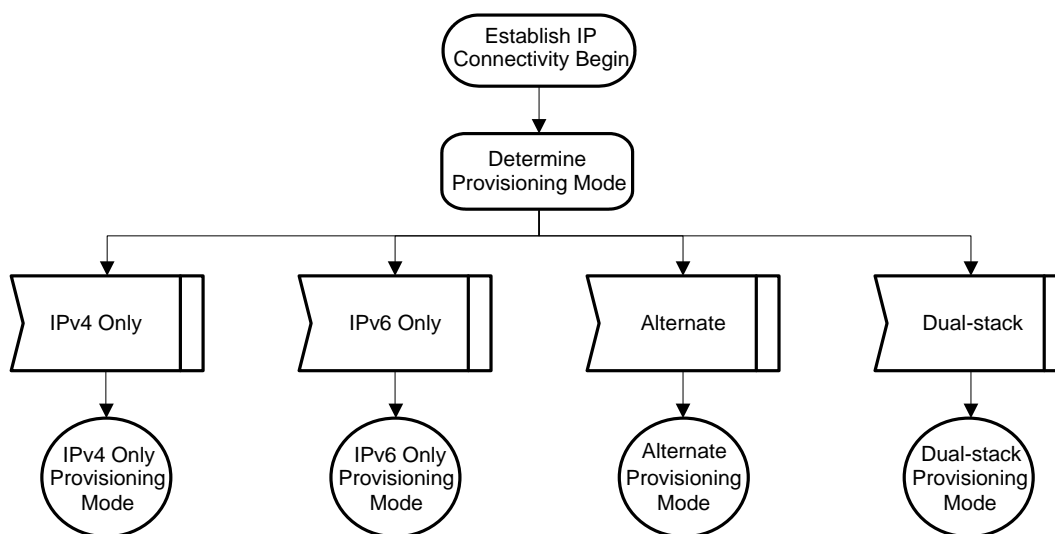 Establish IP
Connectivity Begin
Determine
Provisioning Mode
IPv4 Only
IPv6 Only
Alternate
Dual-stack
IPv4 Only
Provisioning
Mode
IPv6 Only
Provisioning
Mode
Alternate
Provisioning
Mode
Dual-stack
Provisioning
Mode